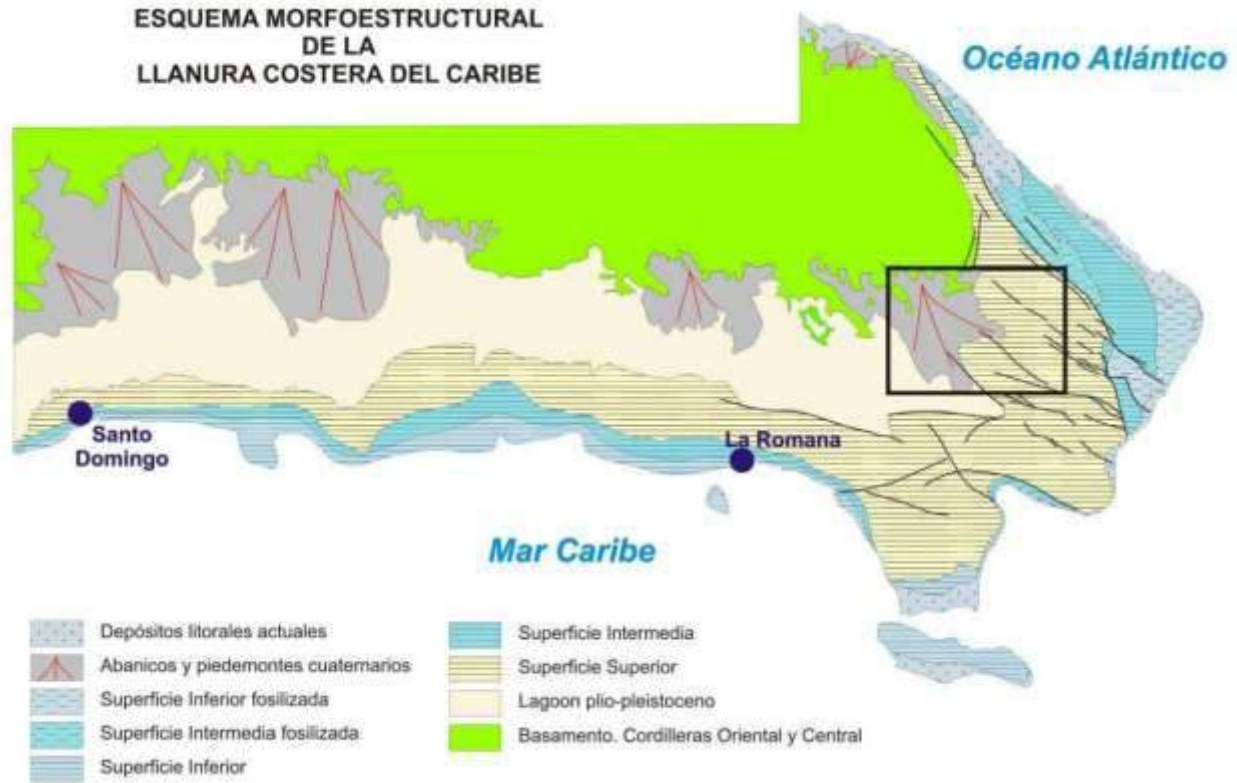 ESQUEMA MORFOESTRUCTURAL
DE LA
LLANURA COSTERA DEL CARIBE
Océano Atlántico
Santo
Domingo
La Romana
Mar Caribe
Depósitos litorales actuales
Abanicos y piedemontes cuaternarios
Superficie Inferior fosilizada
Superficie Intermedia fosilizada
Superficie Inferior
Superficie Intermedia
Superficie Superior
Lagoon plio-pleistoceno
Basamento. Cordilleras Oriental y Central